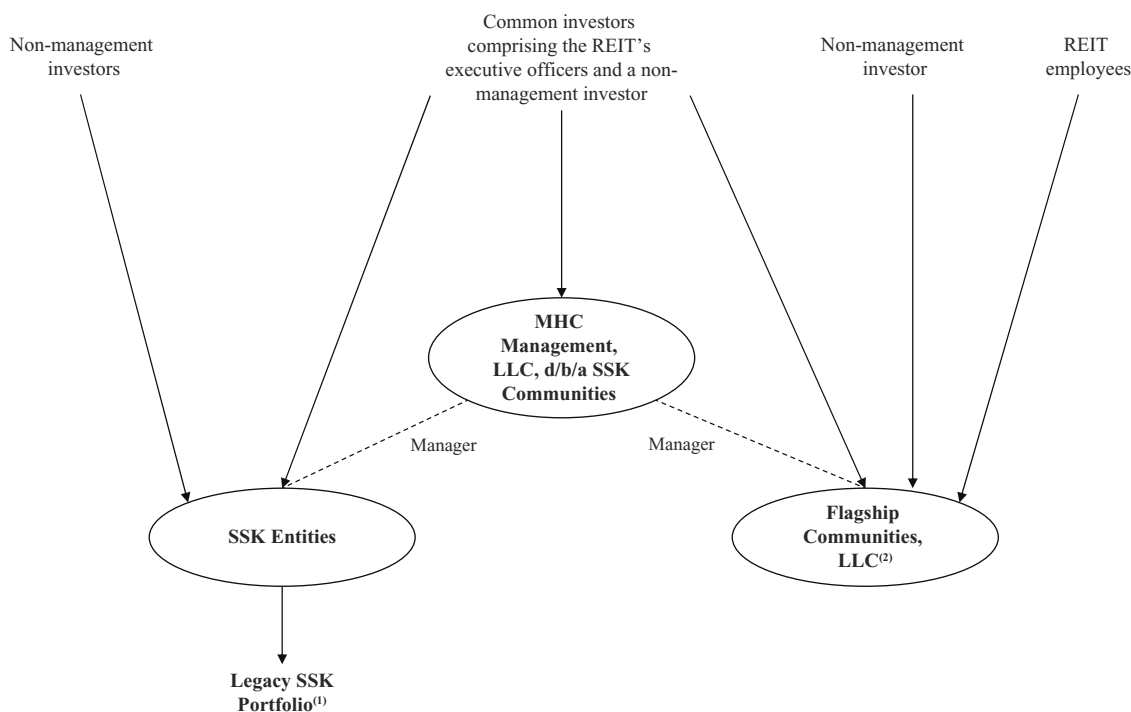 Non-management
investors
Common investors
comprising the REIT’s
executive officers and a non-
management investor
Non-management
investor
REIT
employees
MHC
Management,
LLC, d/b/a SSK
Communities
Manager
Manager
SSK Entities
Flagship
Communities,
LLC(2)
Legacy SSK
Portfolio(1)